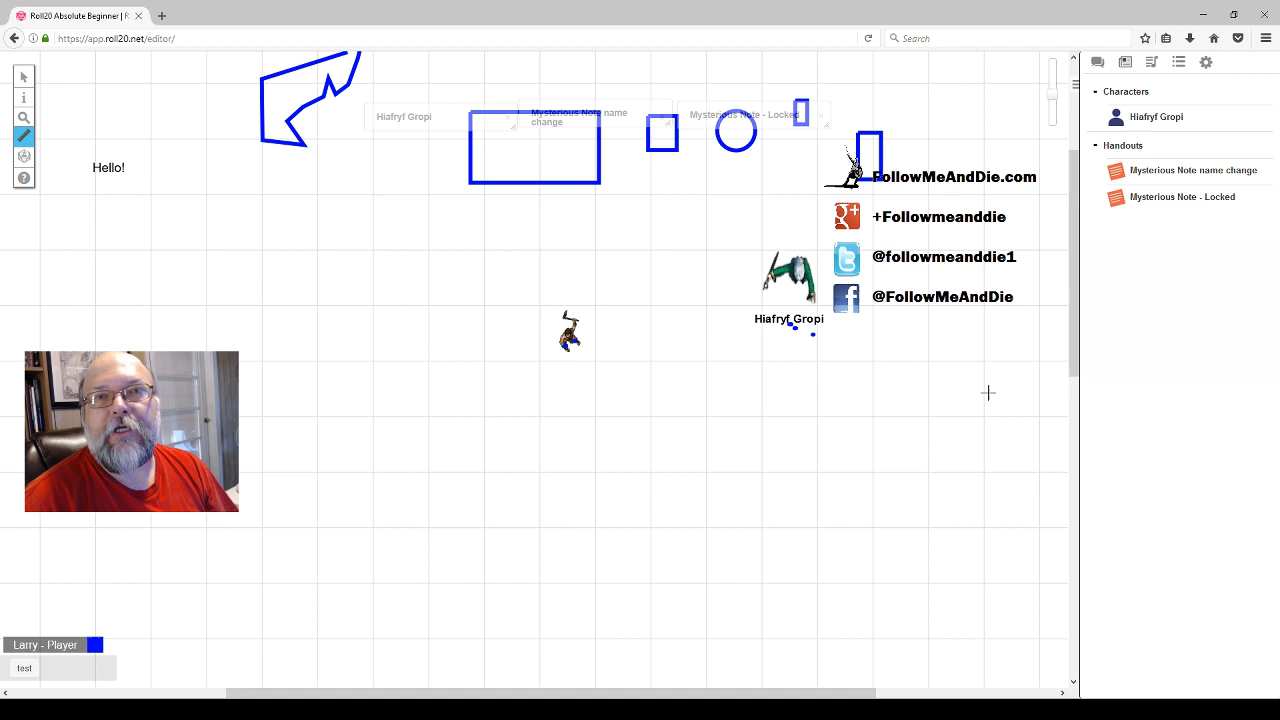 Roll20 Absolute Beginner | R
https://app.roll20.net/editor/
Search
Hiafryf Gropi
Mysterious Note name
change
Mysterious Note - Locked
Hello!
FollowMeAndDie.com
+Followmeanddie
@followmeanddie1
@FollowMeAndDie
Hiafryf Gropi
Larry - Player
test
Characters
Hiafryf Gropi
Handouts
Mysterious Note name change
Mysterious Note - Locked